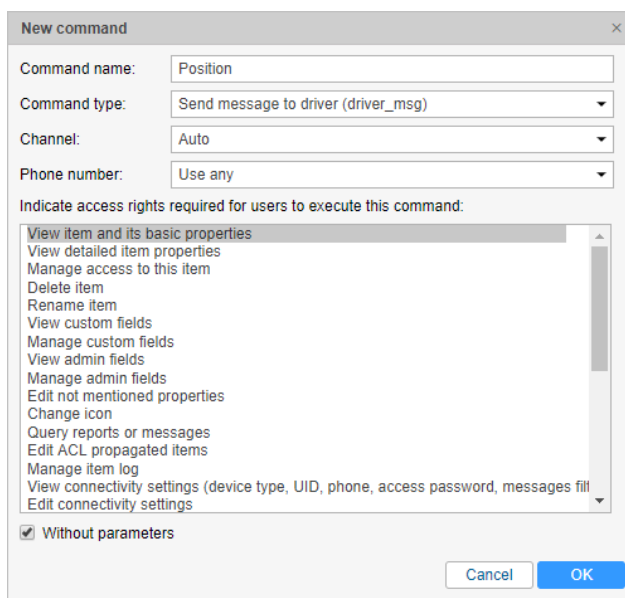 New command
Command name: Position
Command type: Send message to driver (driver_msg)
Channel: Auto
Phone number: Use any
Indicate access rights required for users to execute this command:
View item and its basic properties
View detailed item properties
Manage access to this item
Delete item
Rename item
View custom fields
Manage custom fields
View admin fields
Manage admin fields
Edit not mentioned properties
Change icon
Query reports or messages
Edit ACL propagated items
Manage item log
View connectivity settings (device type, UID, phone, access password, messages filt
Edit connectivity settings
Without parameters
Cancel OK